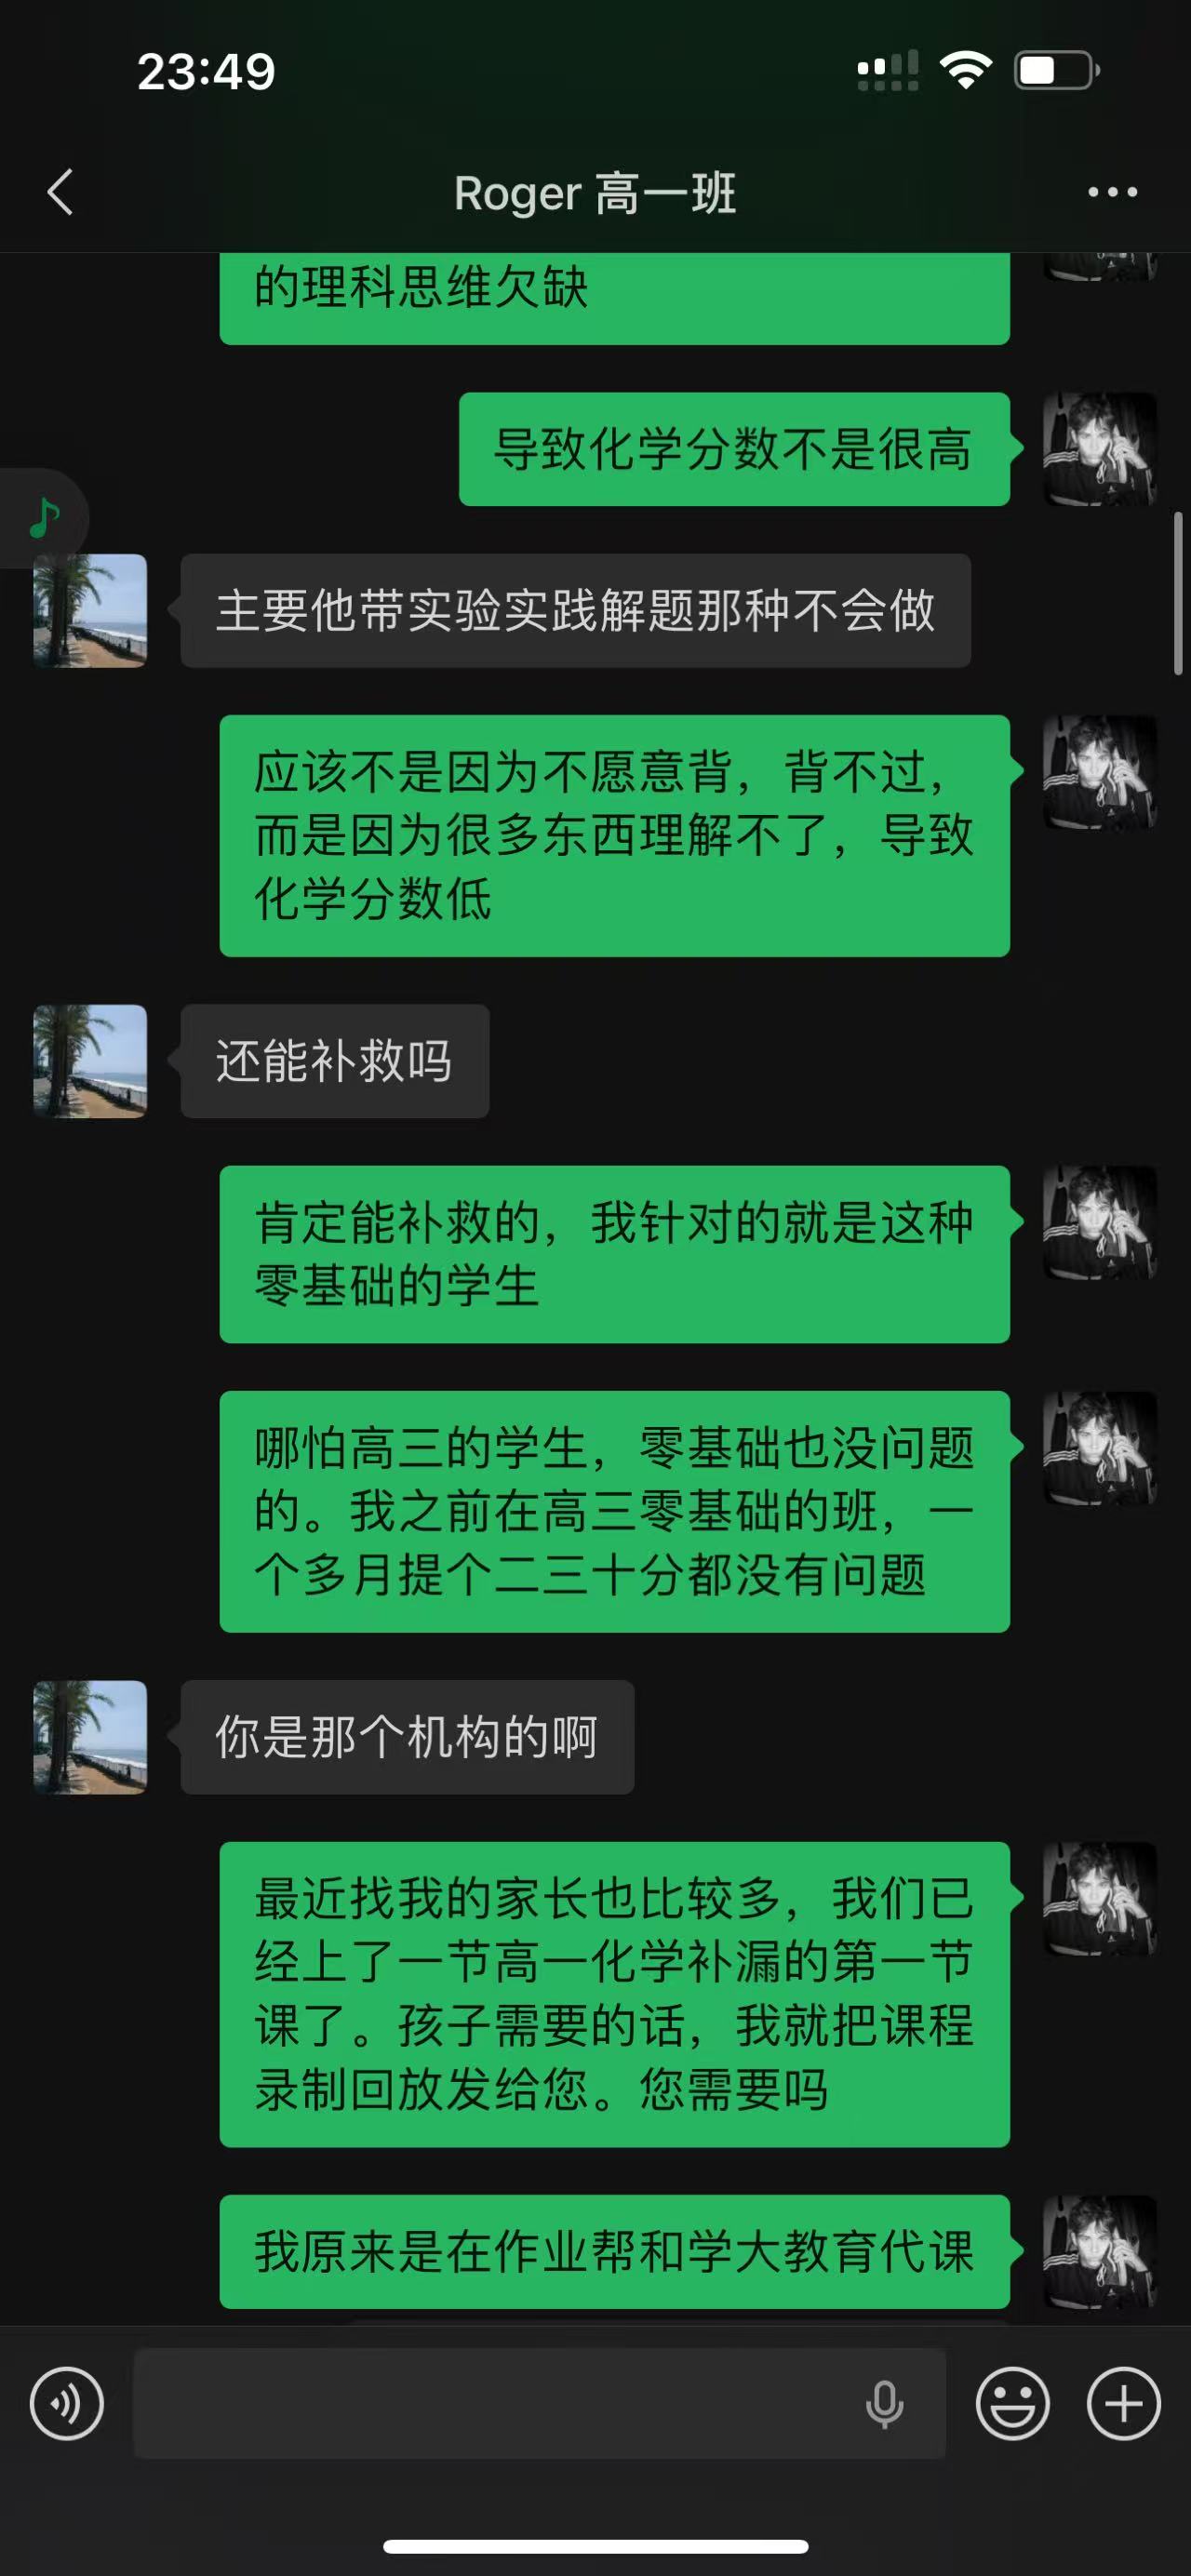 23:49
Roger 高一班
的理科思维欠缺
导致化学分数不是很高
主要他带实验实践解题那种不会做
应该不是因为不愿意背，背不过，
而是因为很多东西理解不了，导致
化学分数低
还能补救吗
肯定能补救的，我针对的就是这种
零基础的学生
哪怕高三的学生，零基础也没问题
的。我之前在高三零基础的班，一
个多月提个二三十分都没有问题
你是那个机构的啊
最近找我的家长也比较多，我们已
经上了一节高一化学补漏的第一节
课了。孩子需要的话，我就把课程
录制回放发给您。您需要吗
我原来是在作业帮和学大教育代课